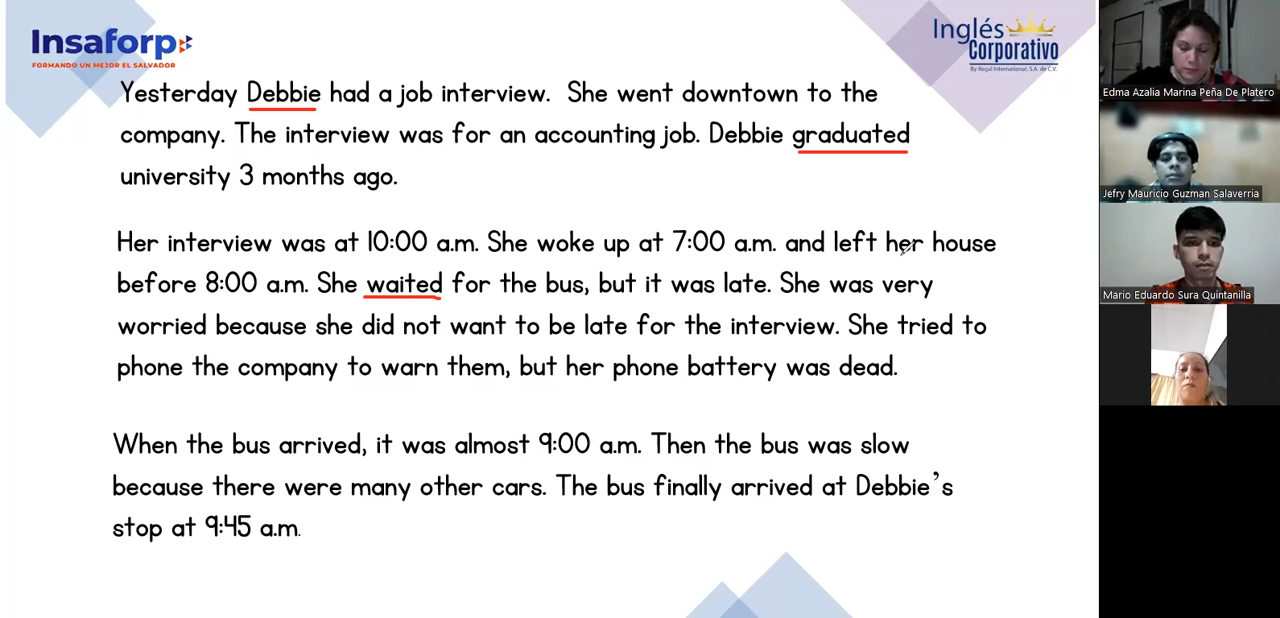 Insaforp
FORMANDO UN MEJOR EL SALVADOR
Inglés
Corporativo
By Regal International, S.A. de C.V.
Yesterday Debbie had a job interview. She went downtown to the
company. The interview was for an accounting job. Debbie graduated
university 3 months ago.
Her interview was at 10:00 a.m. She woke up at 7:00 a.m. and left her house
before 8:00 a.m. She waited for the bus, but it was late. She was very
worried because she did not want to be late for the interview. She tried to
phone the company to warn them, but her phone battery was dead.
When the bus arrived, it was almost 9:00 a.m. Then the bus was slow
because there were many other cars. The bus finally arrived at Debbie's
stop at 9:45 a.m.
Edma Azalia Marina Peña De Platero
Jefry Mauricio Guzman Salaverria
Mario Eduardo Sura Quintanilla